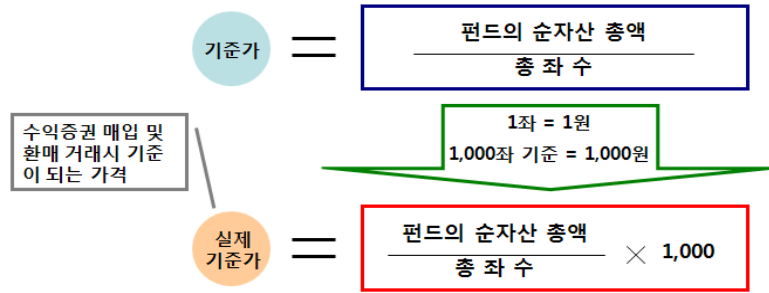 기준가
=
펀드의 순자산 총액
총 좌 수
1좌 = 1원
1,000좌 기준 = 1,000원
수익증권 매입 및
환매 거래시 기준
이 되는 가격
실제
기준가
=
펀드의 순자산 총액
총 좌 수
× 1,000